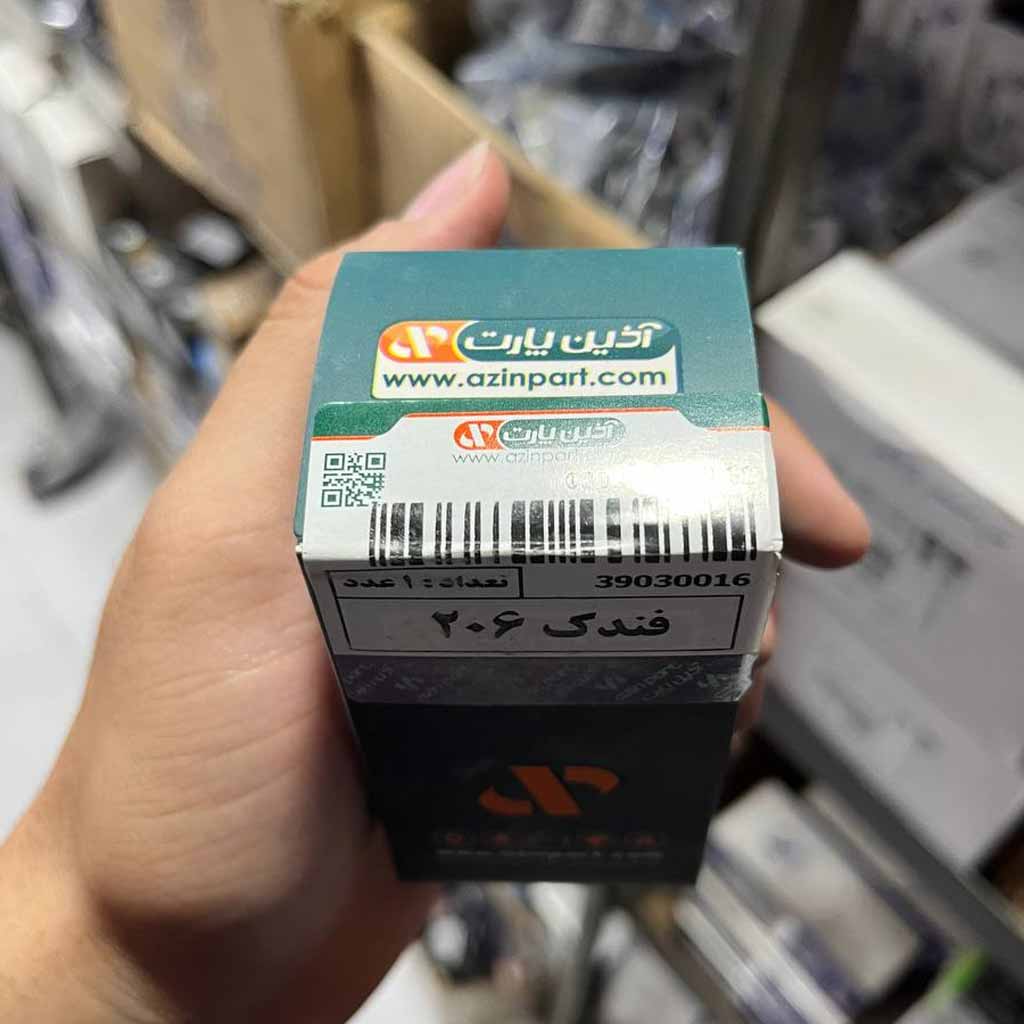 آذین پارت
www.azinpart.com
آذین پارت
www.azinpart.com
تعداد : ۱ عدد
39030016
فندک ۲۰۶